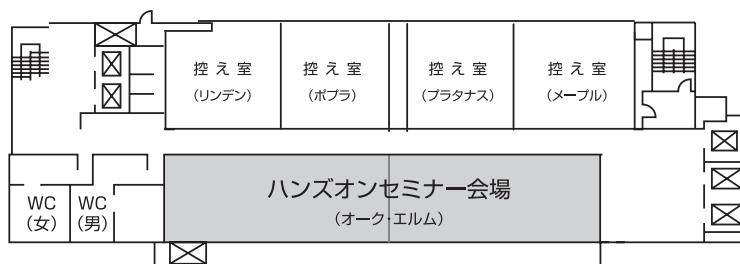 控え室
(リンデン)
控え室
(ポプラ)
控え室
(プラタナス)
控え室
(メープル)
ハンズオンセミナー会場
(オーク・エルム)
WC
(女)
WC
(男)